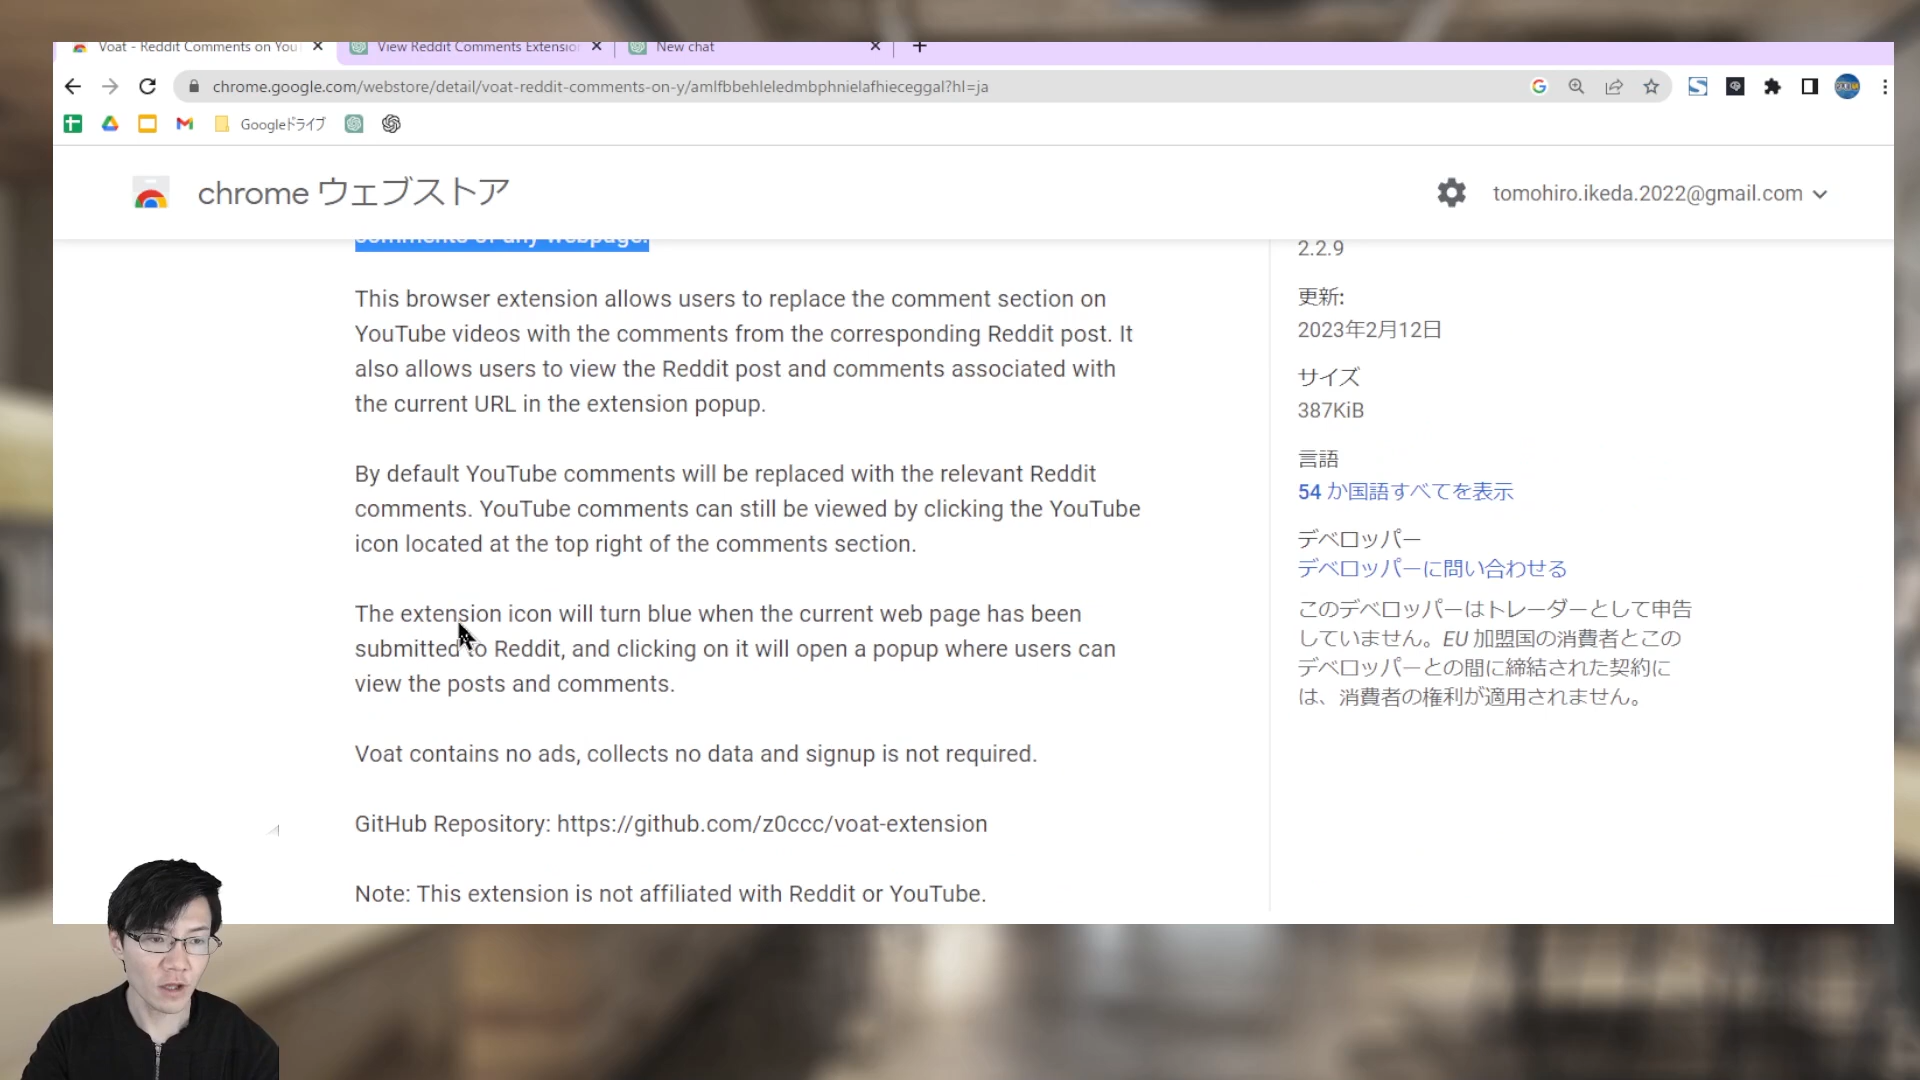 Voat - Reddit Comments on You
View Reddit Comments Extension
New chat
chrome.google.com/webstore/detail/voat-reddit-comments-on-y/amlfbbehleledmbphnielafhieceggal?hl=ja
Googleドライブ
chrome ウェブストア
tomohiro.ikeda.2022@gmail.com
comments of any webpage.
This browser extension allows users to replace the comment section on
YouTube videos with the comments from the corresponding Reddit post. It
also allows users to view the Reddit post and comments associated with
the current URL in the extension popup.
By default YouTube comments will be replaced with the relevant Reddit
comments. YouTube comments can still be viewed by clicking the YouTube
icon located at the top right of the comments section.
The extension icon will turn blue when the current web page has been
submitted to Reddit, and clicking on it will open a popup where users can
view the posts and comments.
Voat contains no ads, collects no data and signup is not required.
GitHub Repository: https://github.com/z0ccc/voat-extension
Note: This extension is not affiliated with Reddit or YouTube.
2.2.9
更新:
2023年2月12日
サイズ
387KiB
言語
54 か国語すべてを表示
デベロッパー
デベロッパーに問い合わせる
このデベロッパーはトレーダーとして申告
していません。EU 加盟国の消費者とこの
デベロッパーとの間に締結された契約に
は、消費者の権利が適用されません。